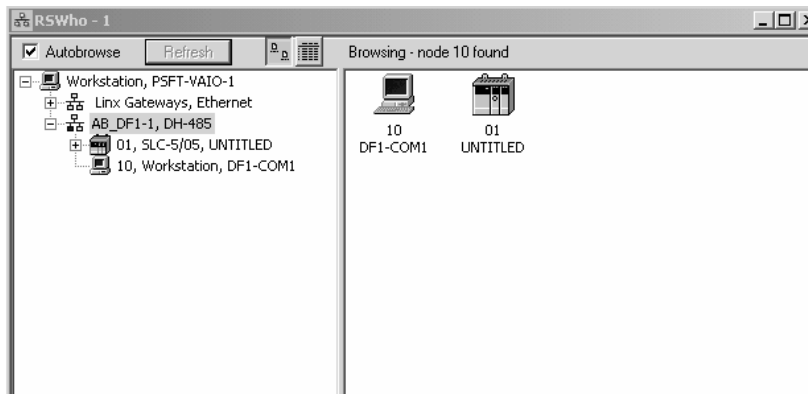 RSWho - 1
Autobrowse
Refresh
Browsing - node 10 found
Workstation, PSFT-VAIO-1
Linx Gateways, Ethernet
AB_DF1-1, DH-485
01, SLC-5/05, UNTITLED
10, Workstation, DF1-COM1
10
DF1-COM1
01
UNTITLED